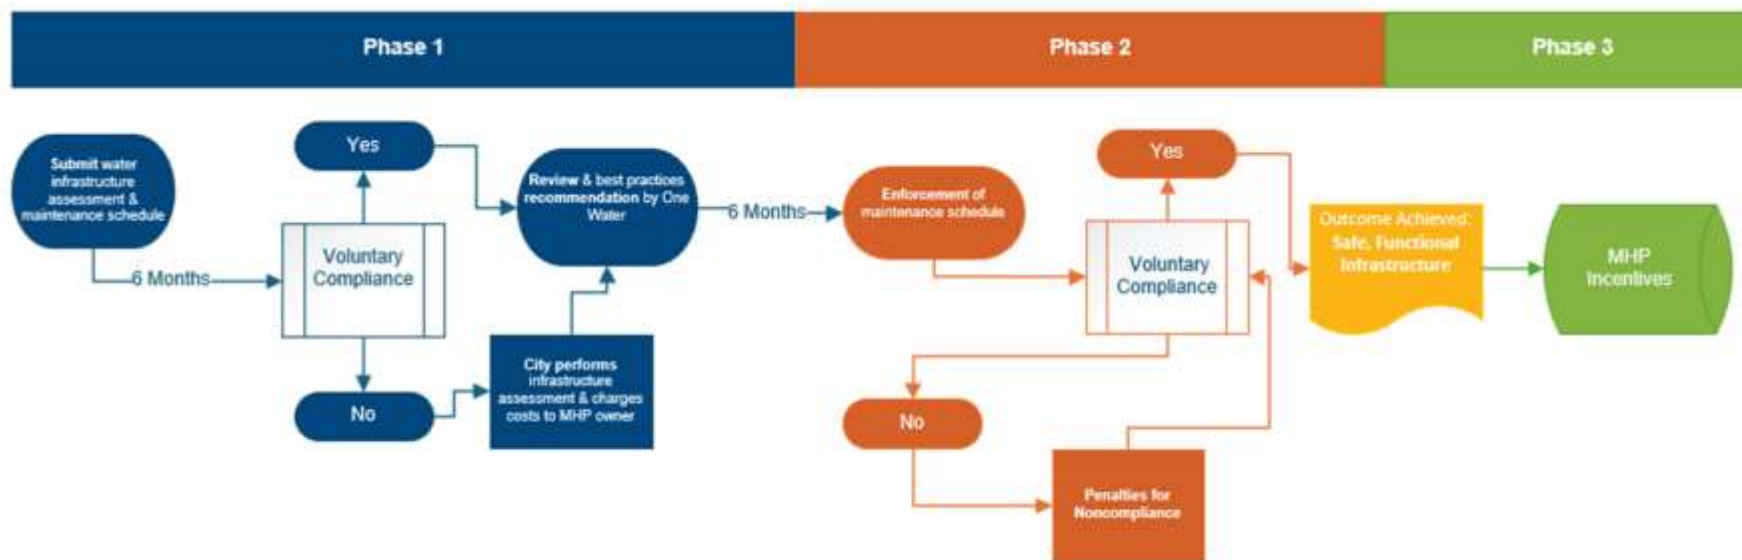 Phase 1
Phase 2
Phase 3
Submit water
infrastructure
assessment &
maintenance schedule
6 Months
Yes
Voluntary
Compliance
No
Review & best practices
recommendation by One
Water
City performs
infrastructure
assessment & charges
costs to MHP owner
6 Months
Enforcement of
maintenance schedule
Yes
Voluntary
Compliance
No
Penalties for
Noncompliance
Outcome Achieved:
Safe, Functional
Infrastructure
MHP
Incentives